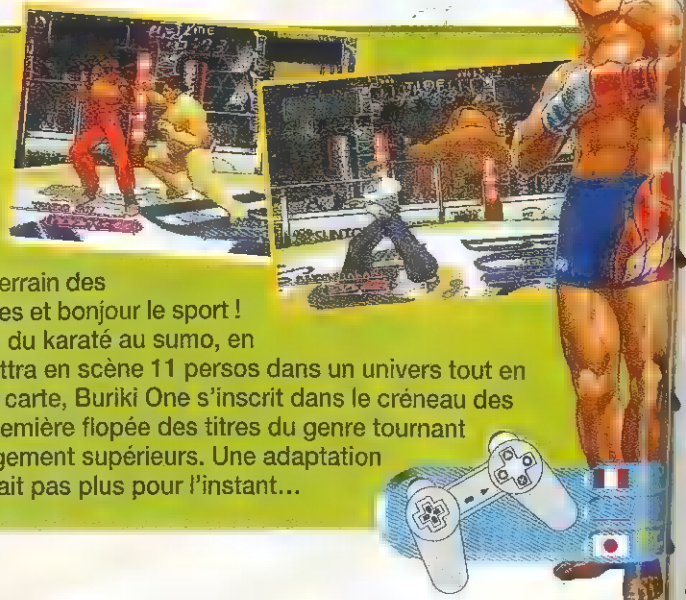 errain des
es et bonjour le sport !
du karaté au sumo, en
ttra en scène 11 persos dans un univers tout en
carte, Buriki One s'inscrit dans le créneau des
emière flopée des titres du genre tournant
gement supérieurs. Une adaptation
ait pas plus pour l'instant...